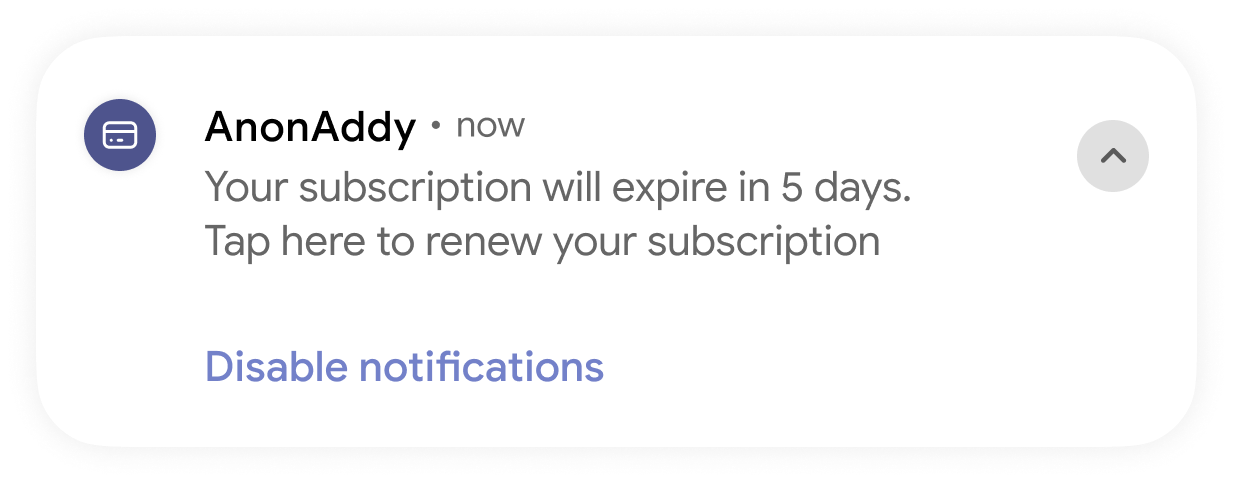 AnonAddy • now
Your subscription will expire in 5 days.
Tap here to renew your subscription
Disable notifications